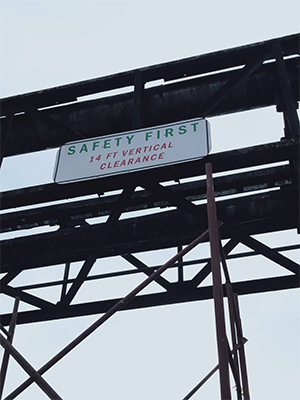 SAFETY FIRST
14 FT VERTICAL
CLEARANCE